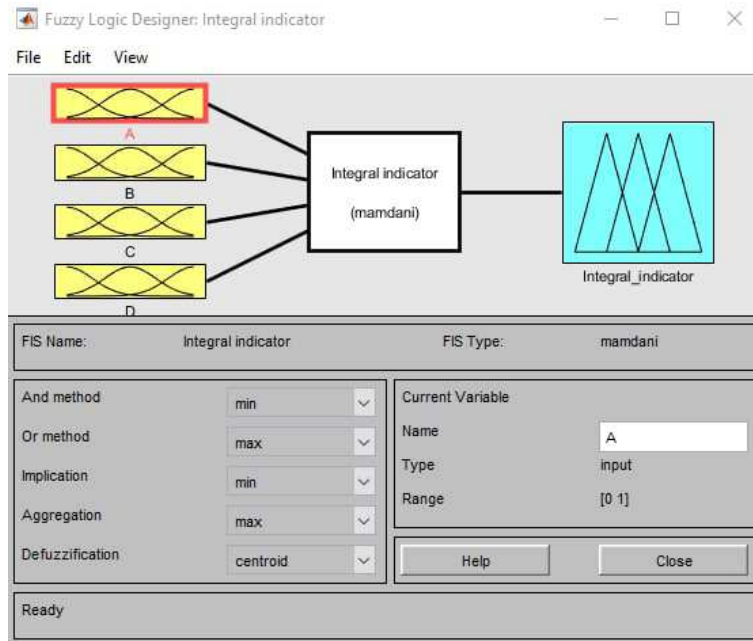 Fuzzy Logic Designer: Integral indicator
File Edit View
A
B
C
D
Integral indicator
(mamdani)
Integral_indicator
FIS Name: Integral indicator FIS Type: mamdani
And method min
Or method max
Implication min
Aggregation max
Defuzzification centroid
Current Variable
Name A
Type input
Range [0 1]
Help Close
Ready